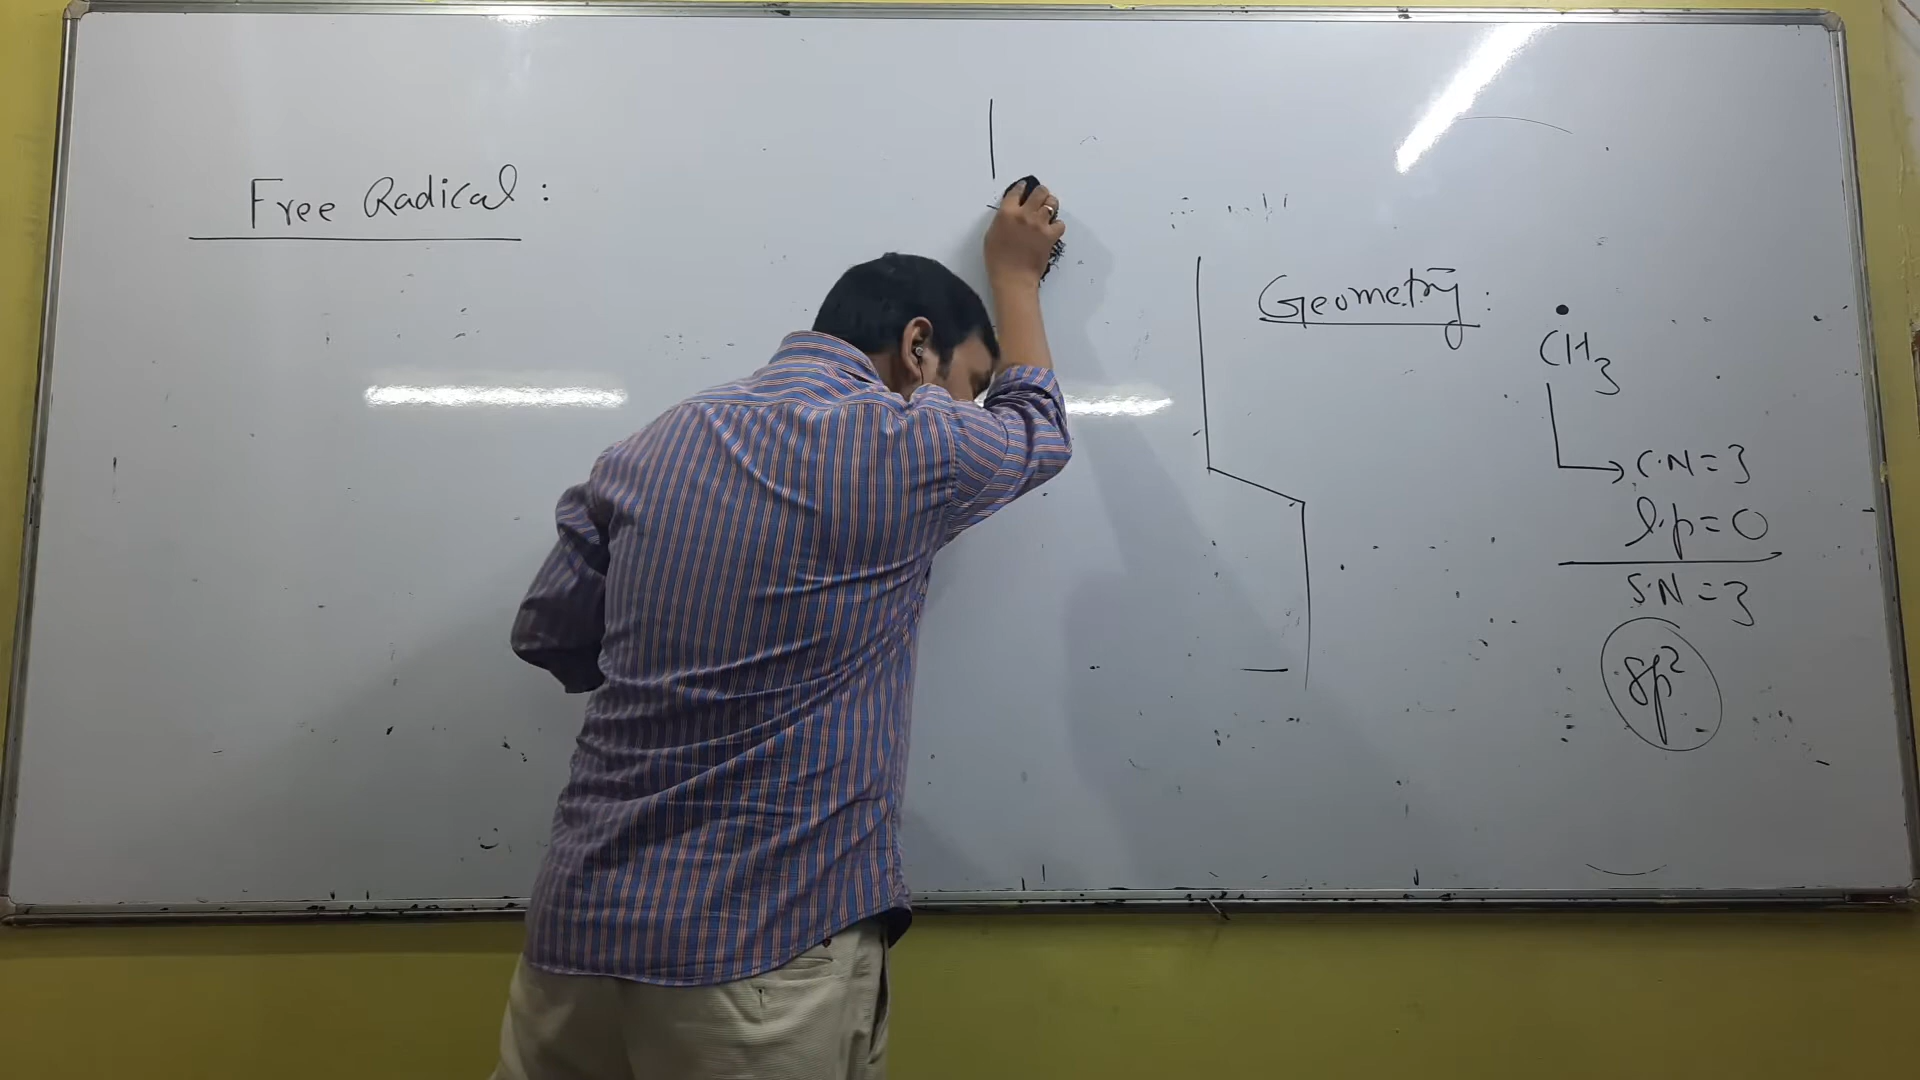 Free Radical :
Geometry :
•
CH3
→ C.N = 3
l.p = 0
S.N = 3
sp²